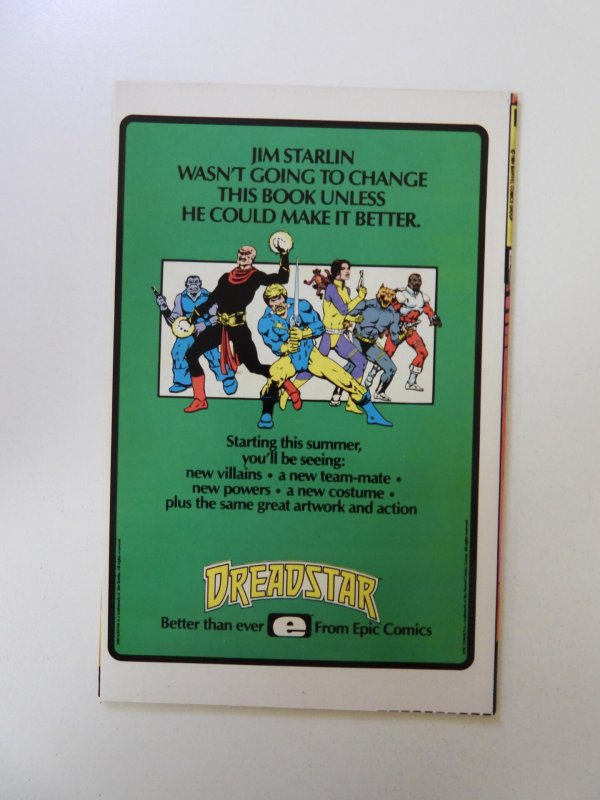 JIM STARLIN
WASN'T GOING TO CHANGE
THIS BOOK UNLESS
HE COULD MAKE IT BETTER.
Starting this summer,
you'll be seeing:
new villains • a new team-mate •
new powers • a new costume •
plus the same great artwork and action
DREADSTAR
Better than ever e From Epic Comics